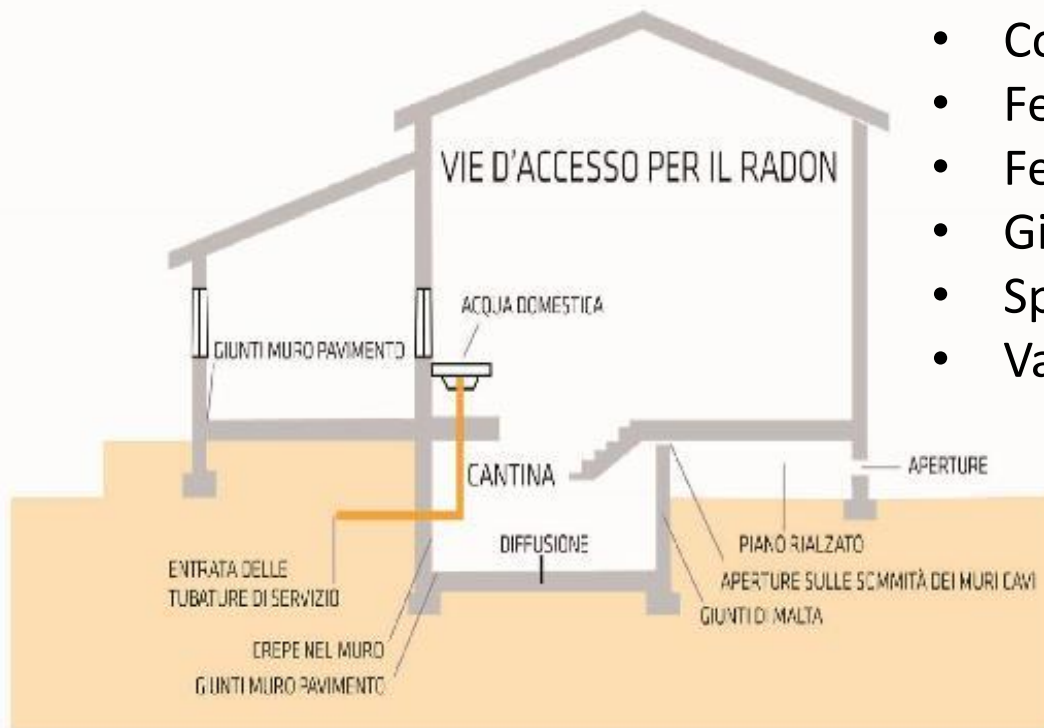 VIE D'ACCESSO PER IL RADON
ACQUA DOMESTICA
GIUNTI MURO PAVIMENTO
CANTINA
APERTURE
DIFFUSIONE
PIANO RIALZATO
ENTRATA DELLE
TUBATURE DI SERVIZIO
APERTURE SULLE SOMMITÀ DEI MURI CAVI
GIUNTI DI MALTA
CREPE NEL MURO
GIUNTI MURO PAVIMENTO
• Co
• Fe
• Fe
• Gi
• Sp
• Va